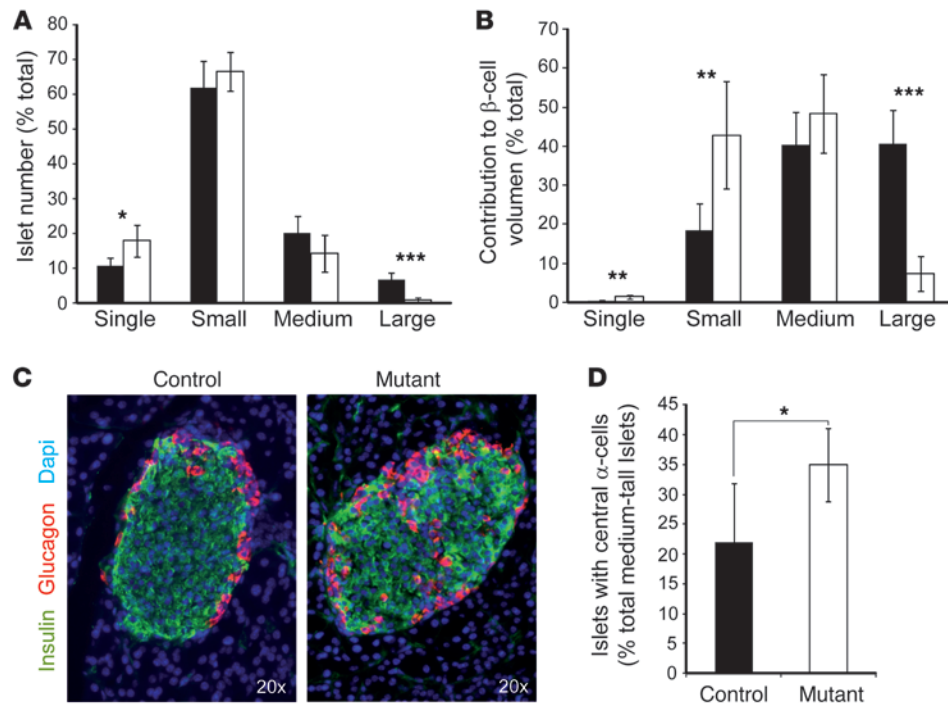 A
80
70
60
50
40
30
20
10
0
Islet number (% total)
*
***
Single Small Medium Large
B
70
60
50
40
30
20
10
0
Contribution to β-cell
volumen (% total)
**
**
***
Single Small Medium Large
C
Control Mutant
Insulin Glucagon Dapi
20x
20x
D
45
40
35
30
25
20
15
10
5
0
Islets with central α-cells
(% total medium-tall Islets)
*
Control Mutant